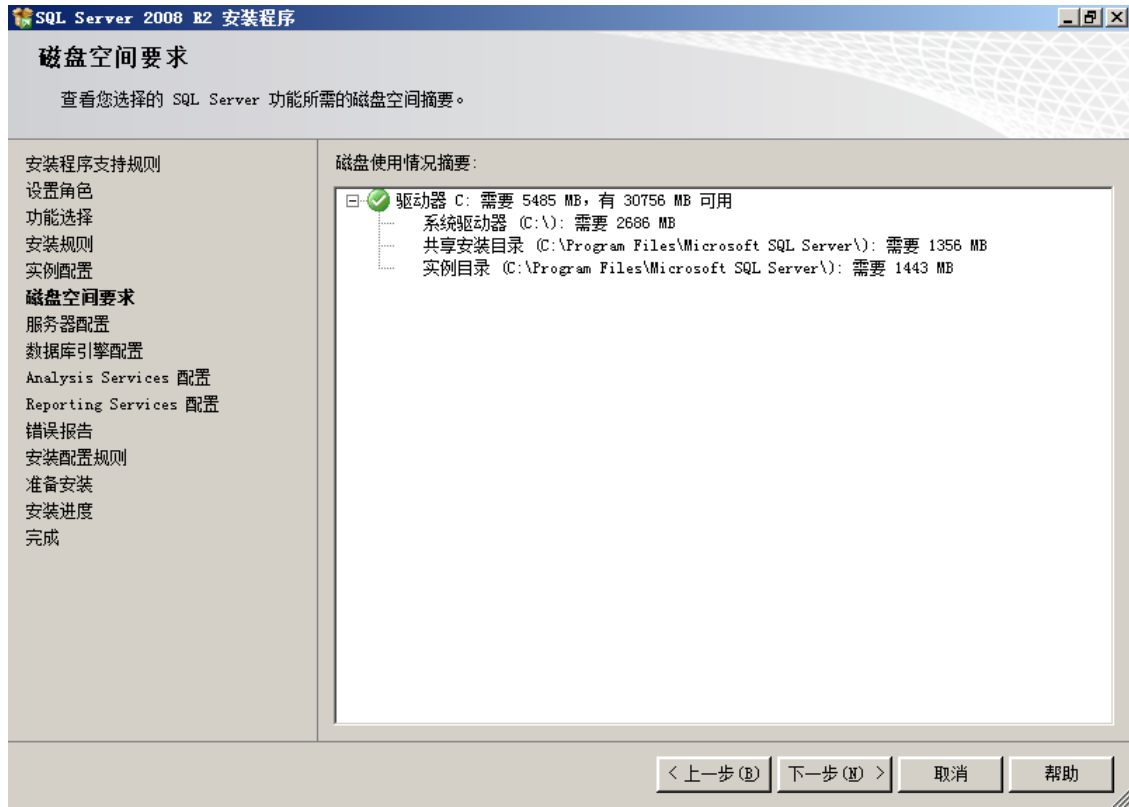 SQL Server 2008 R2 安装程序
磁盘空间要求
查看您选择的 SQL Server 功能所需的磁盘空间摘要。
安装程序支持规则
设置角色
功能选择
安装规则
实例配置
磁盘空间要求
服务器配置
数据库引擎配置
Analysis Services 配置
Reporting Services 配置
错误报告
安装配置规则
准备安装
安装进度
完成
磁盘使用情况摘要:
驱动器 C: 需要 5485 MB，有 30756 MB 可用
系统驱动器 (C:\): 需要 2686 MB
共享安装目录 (C:\Program Files\Microsoft SQL Server\): 需要 1356 MB
实例目录 (C:\Program Files\Microsoft SQL Server\): 需要 1443 MB
< 上一步(B) 下一步(N) > 取消 帮助